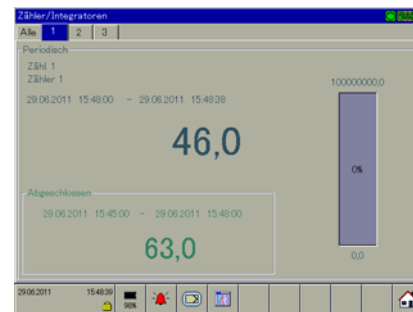 Zähler/Integratoren
Alle 1 2 3
Periodisch
Zähl 1
Zähler 1
100000000,0
29.06.2011 15:48:00 - 29.06.2011 15:48:38
46,0
0%
Abgeschlossen
29.06.2011 15:45:00 - 29.06.2011 15:48:00
63,0
0,0
29.06.2011 15:48:39
98%